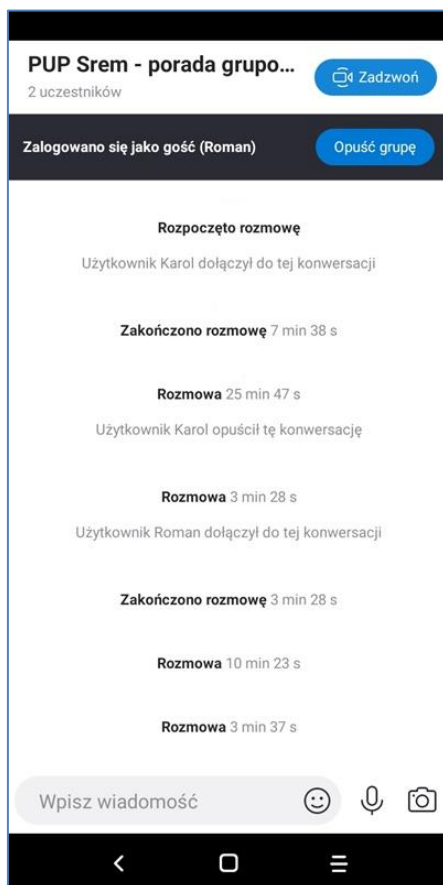 PUP Srem - porada grupo...
Zadzwoń
2 uczestników
Zalogowano się jako gość (Roman)
Opuść grupę
Rozpoczęto rozmowę
Użytkownik Karol dołączył do tej konwersacji
Zakończono rozmowę 7 min 38 s
Rozmowa 25 min 47 s
Użytkownik Karol opuścił tę konwersację
Rozmowa 3 min 28 s
Użytkownik Roman dołączył do tej konwersacji
Zakończono rozmowę 3 min 28 s
Rozmowa 10 min 23 s
Rozmowa 3 min 37 s
Wpisz wiadomość